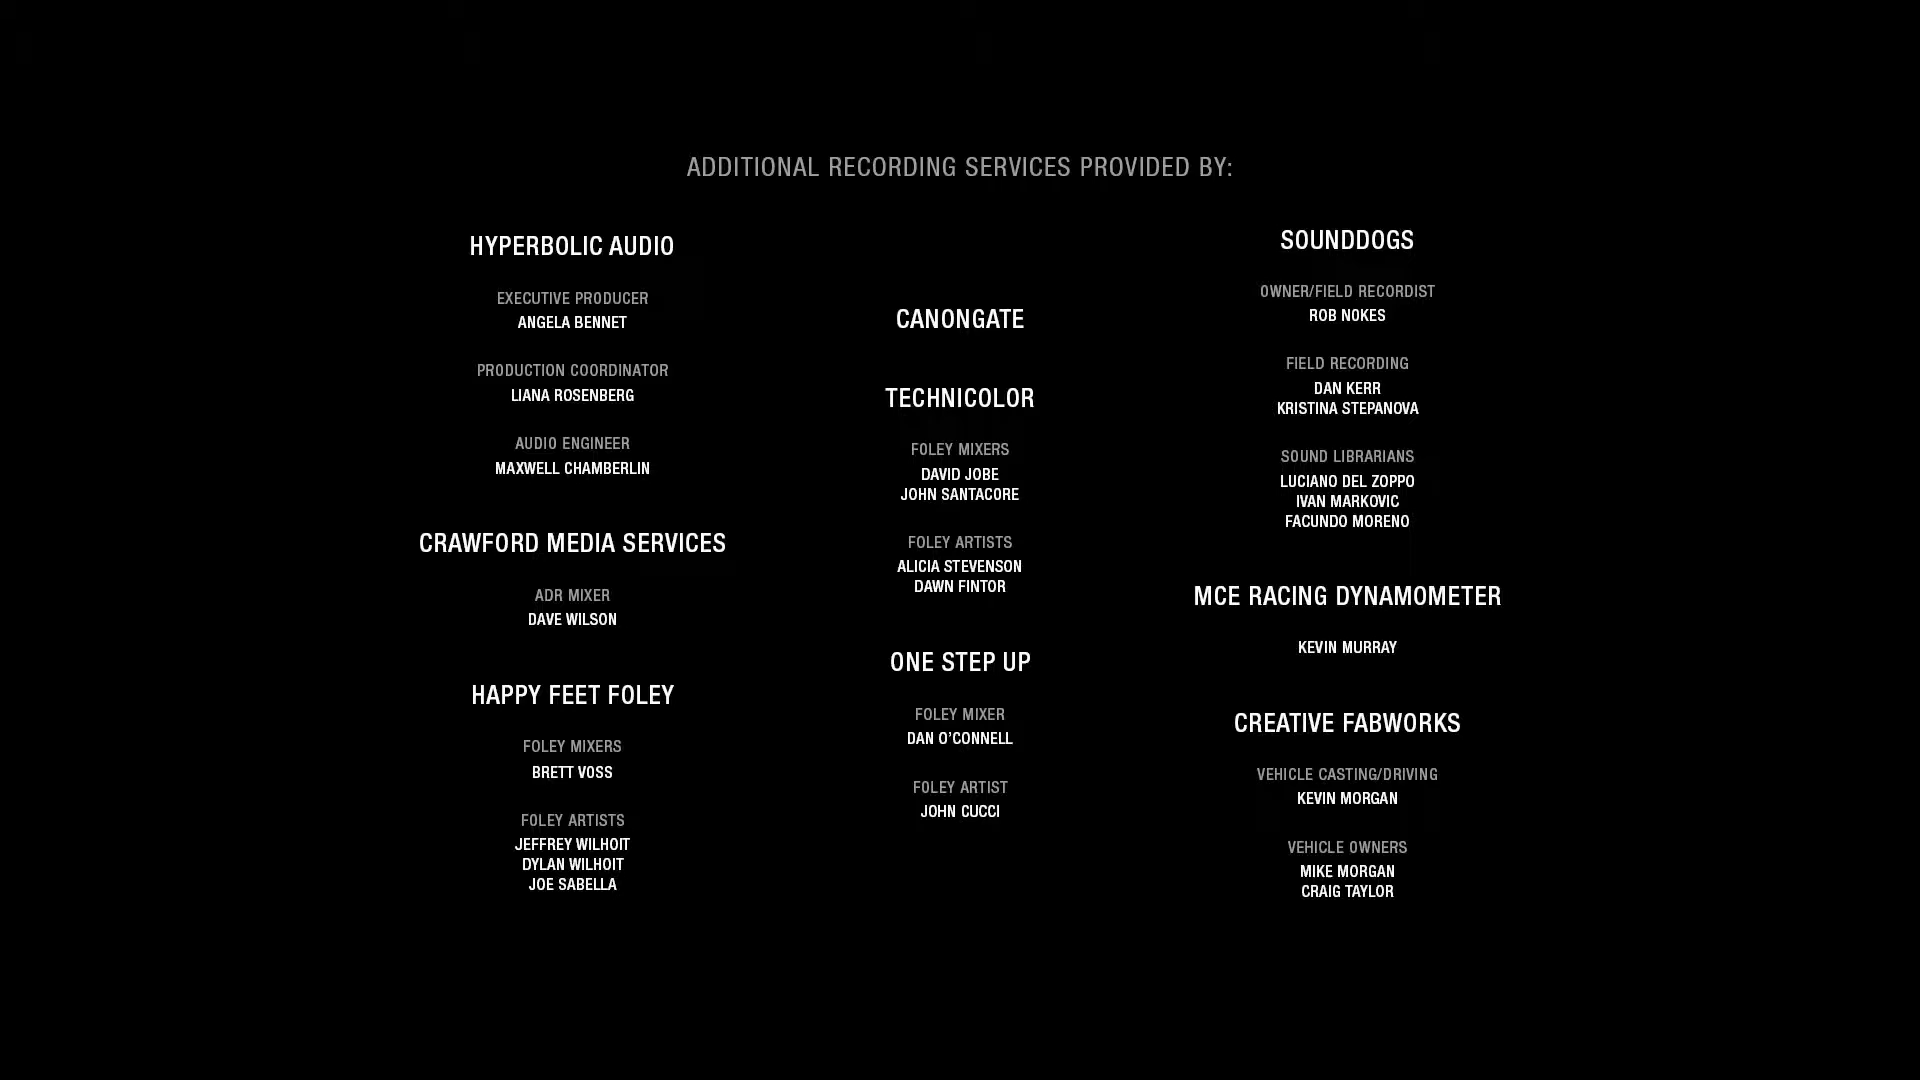 ADDITIONAL RECORDING SERVICES PROVIDED BY:
HYPERBOLIC AUDIO
EXECUTIVE PRODUCER
ANGELA BENNET
PRODUCTION COORDINATOR
LIANA ROSENBERG
AUDIO ENGINEER
MAXWELL CHAMBERLIN
CRAWFORD MEDIA SERVICES
ADR MIXER
DAVE WILSON
HAPPY FEET FOLEY
FOLEY MIXERS
BRETT VOSS
FOLEY ARTISTS
JEFFREY WILHOIT
DYLAN WILHOIT
JOE SABELLA
CANONGATE
TECHNICOLOR
FOLEY MIXERS
DAVID JOBE
JOHN SANTACORE
FOLEY ARTISTS
ALICIA STEVENSON
DAWN FINTOR
ONE STEP UP
FOLEY MIXER
DAN O’CONNELL
FOLEY ARTIST
JOHN CUCCI
SOUNDDOGS
OWNER/FIELD RECORDIST
ROB NOKES
FIELD RECORDING
DAN KERR
KRISTINA STEPANOVA
SOUND LIBRARIANS
LUCIANO DEL ZOPPO
IVAN MARKOVIC
FACUNDO MORENO
MCE RACING DYNAMOMETER
KEVIN MURRAY
CREATIVE FABWORKS
VEHICLE CASTING/DRIVING
KEVIN MORGAN
VEHICLE OWNERS
MIKE MORGAN
CRAIG TAYLOR